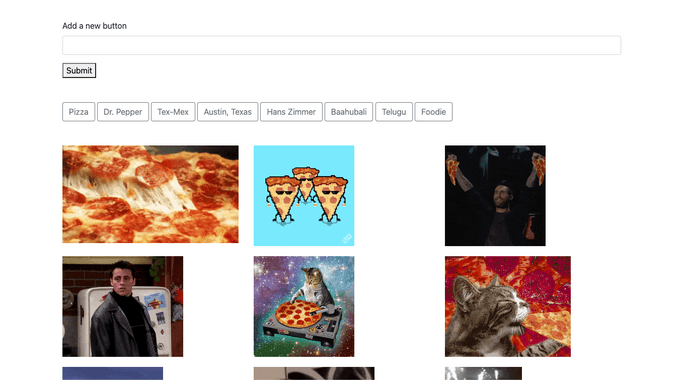 Add a new button
Submit
Pizza Dr. Pepper Tex-Mex Austin, Texas Hans Zimmer Baahubali Telugu Foodie